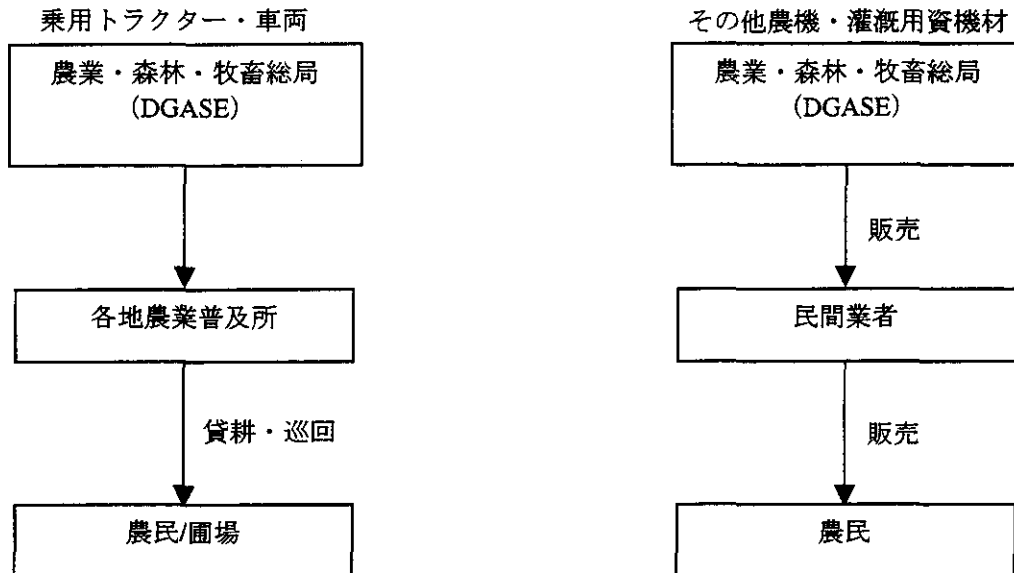 乗用トラクター・車両
農業・森林・牧畜総局
(DGASE)
各地農業普及所
賃耕・巡回
農民/圃場
その他農機・灌漑用資機材
農業・森林・牧畜総局
(DGASE)
販売
民間業者
販売
農民